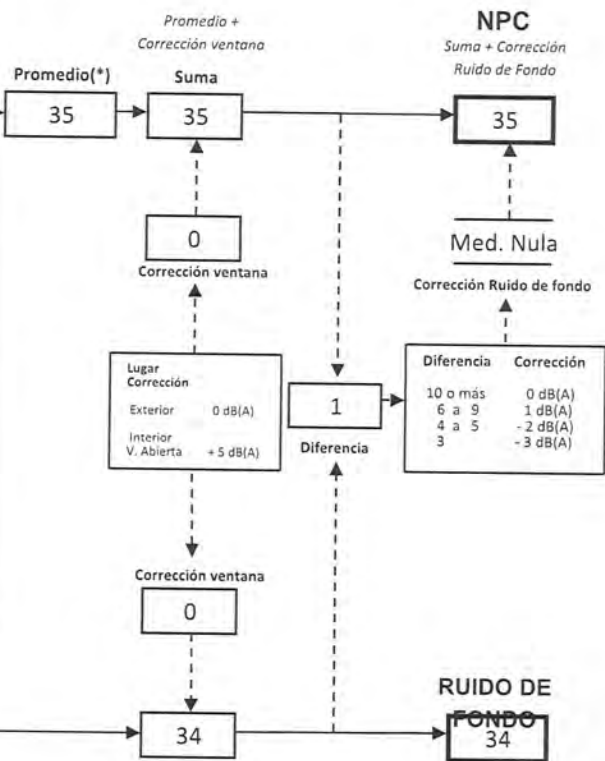 Promedio +
Corrección ventana
NPC
Suma + Corrección
Ruido de Fondo
Promedio(*)
Suma
35
35
35
0
Corrección ventana
Med. Nula
Corrección Ruido de fondo
Lugar
Corrección
Exterior 0 dB(A)
Interior
V. Abierta + 5 dB(A)
1
Diferencia
Diferencia Corrección
10 o más 0 dB(A)
6 a 9 1 dB(A)
4 a 5 - 2 dB(A)
3 - 3 dB(A)
Corrección ventana
0
34
RUIDO DE
FONDO
34